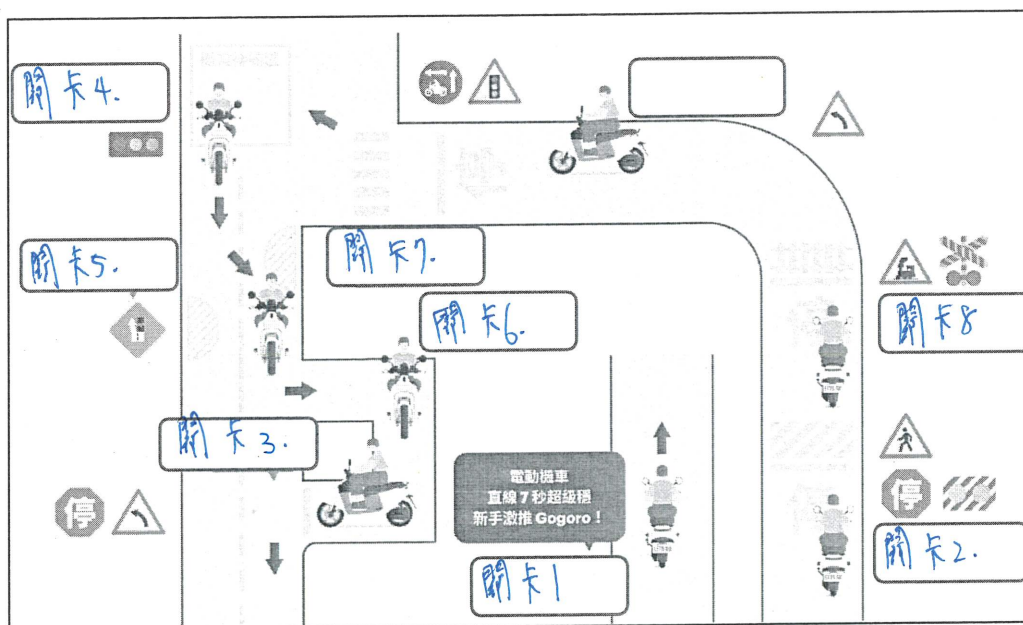 關卡4.
關卡5.
關卡7.
關卡6.
關卡8
關卡3.
停
電動機車
直線7秒超級穩
新手激推Gogoro!
停
關卡2.
關卡1